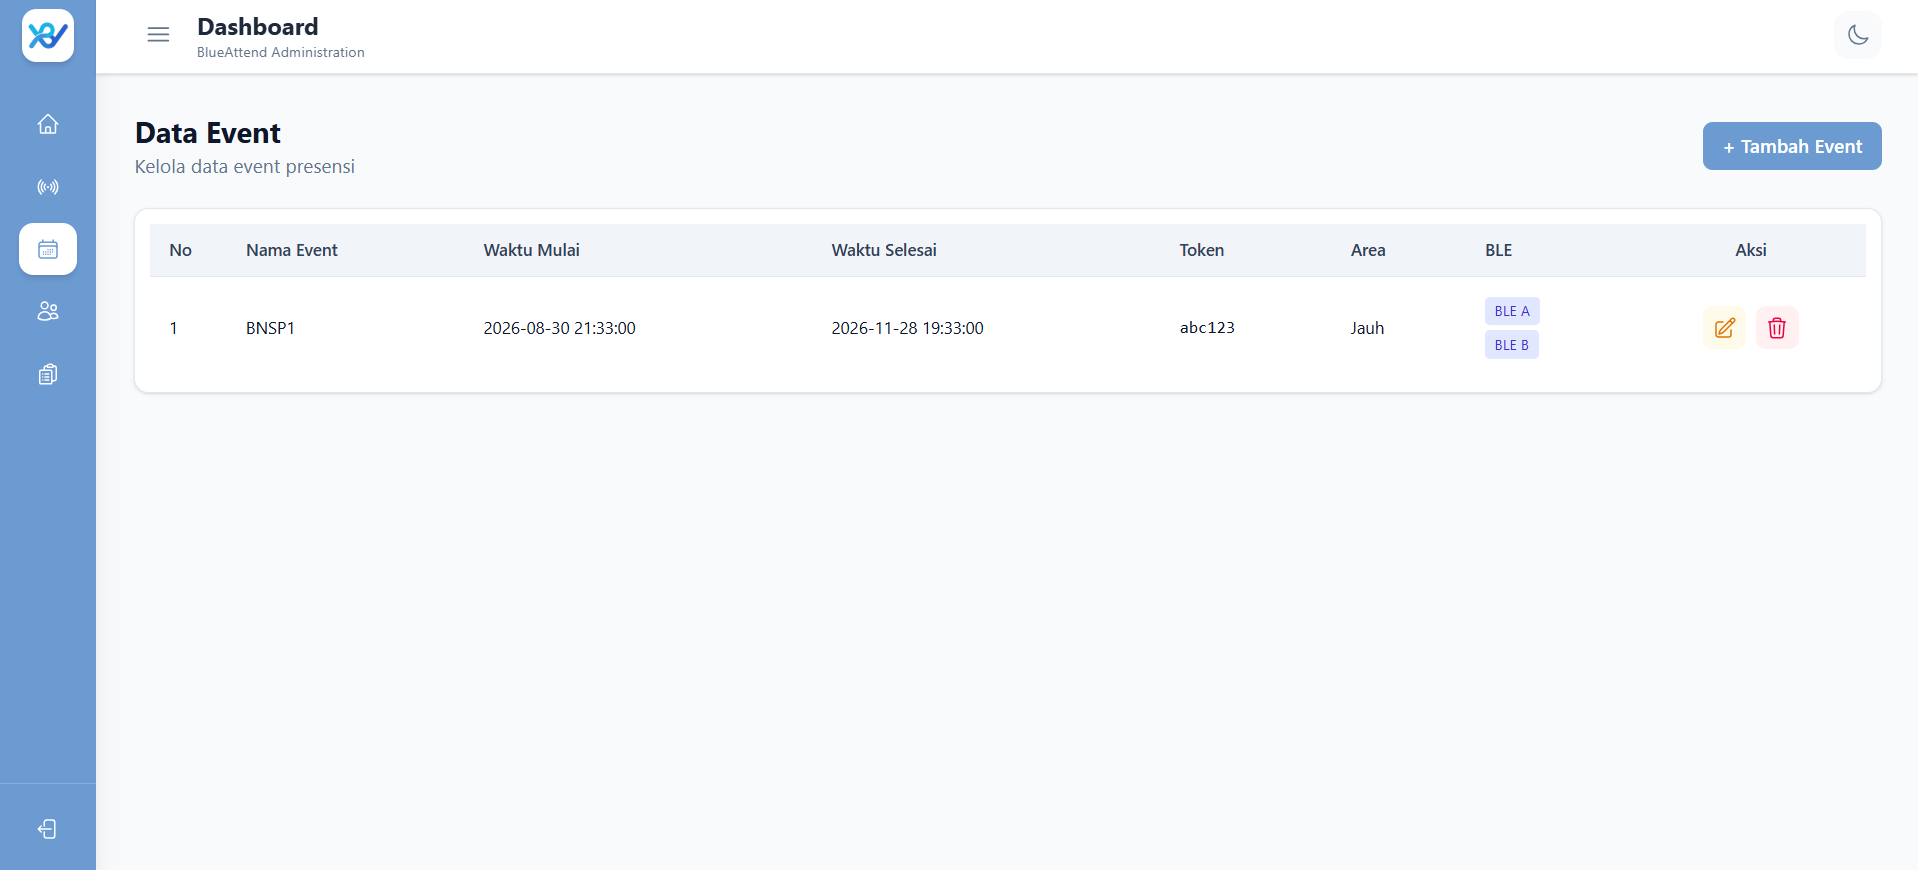 Dashboard
BlueAttend Administration
Data Event
Kelola data event presensi
+ Tambah Event
No Nama Event Waktu Mulai Waktu Selesai Token Area BLE Aksi
1 BNSP1 2026-08-30 21:33:00 2026-11-28 19:33:00 abc123 Jauh BLE A
BLE B